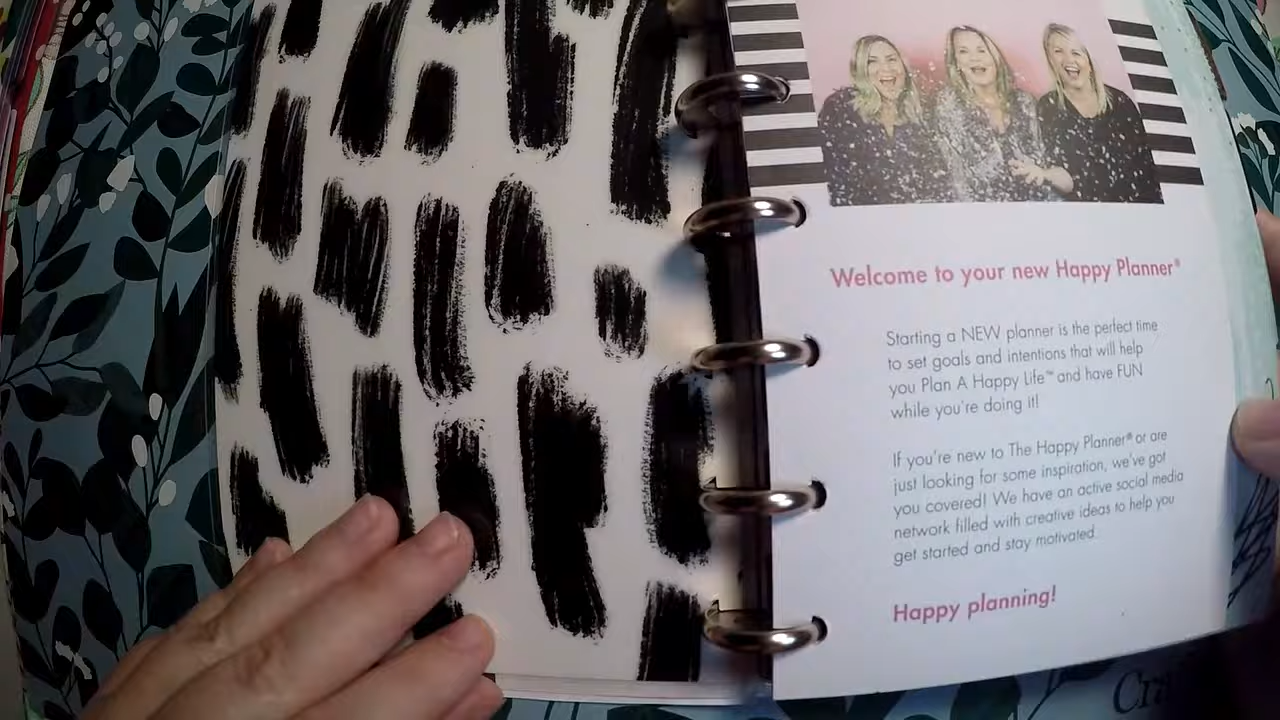 Welcome to your new Happy Planner®
Starting a NEW planner is the perfect time
to set goals and intentions that will help
you Plan A Happy Life™ and have FUN
while you're doing it!
If you're new to The Happy Planner® or are
just looking for some inspiration, we've got
you covered! We have an active social media
network filled with creative ideas to help you
get started and stay motivated.
Happy planning!